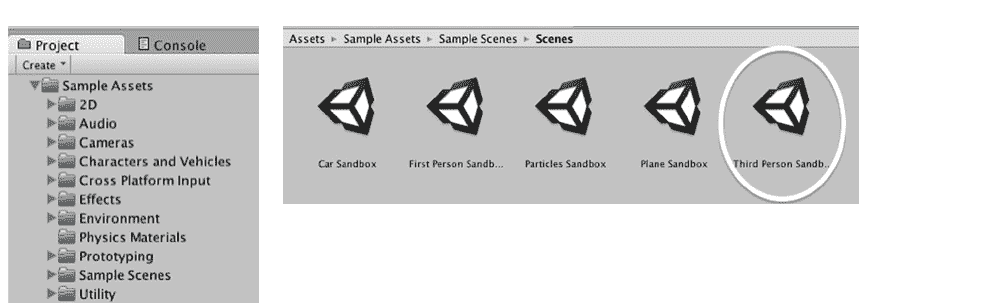 Project
Console
Create
Sample Assets
2D
Audio
Cameras
Characters and Vehicles
Cross Platform Input
Effects
Environment
Physics Materials
Prototyping
Sample Scenes
Utility
Assets Sample Assets Sample Scenes Scenes
Car Sandbox
First Person Sandb...
Particles Sandbox
Plane Sandbox
Third Person Sandb..